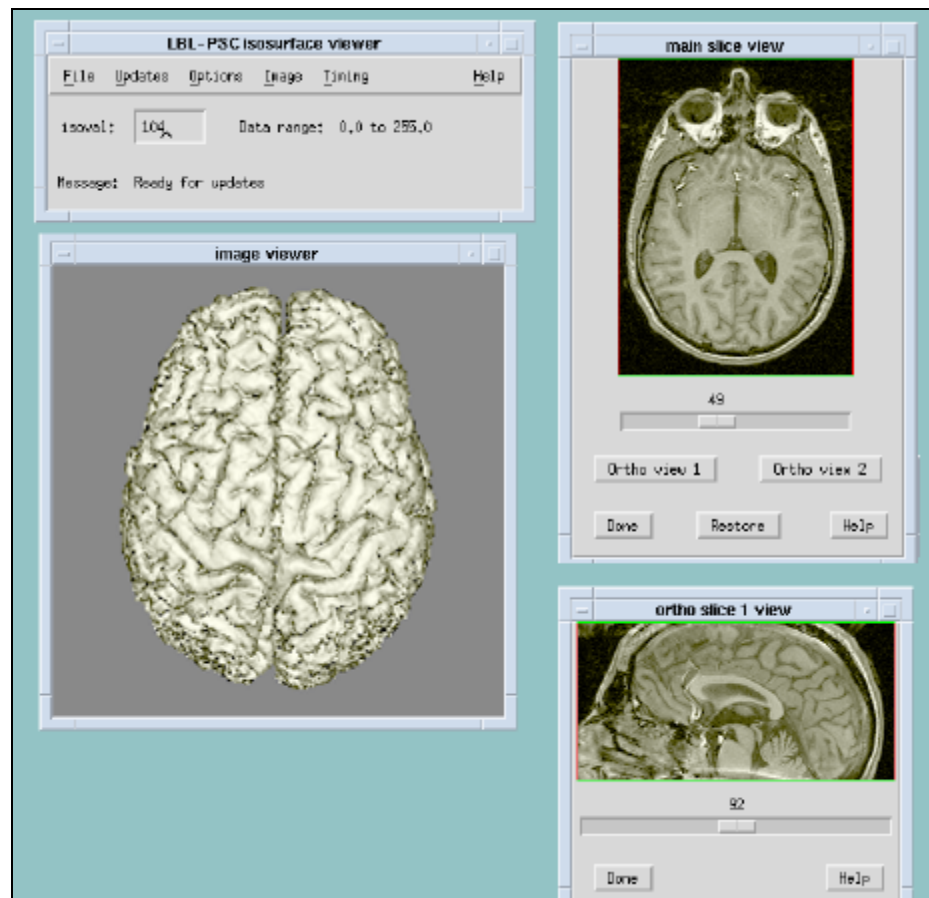 LBL-PSC isosurface viewer
File Updates Options Image Timing Help
isoval: 104 Data range: 0.0 to 255.0
Message: Ready for updates
image viewer
main slice view
49
Ortho view 1 Ortho view 2
Done Restore Help
ortho slice 1 view
92
Done Help